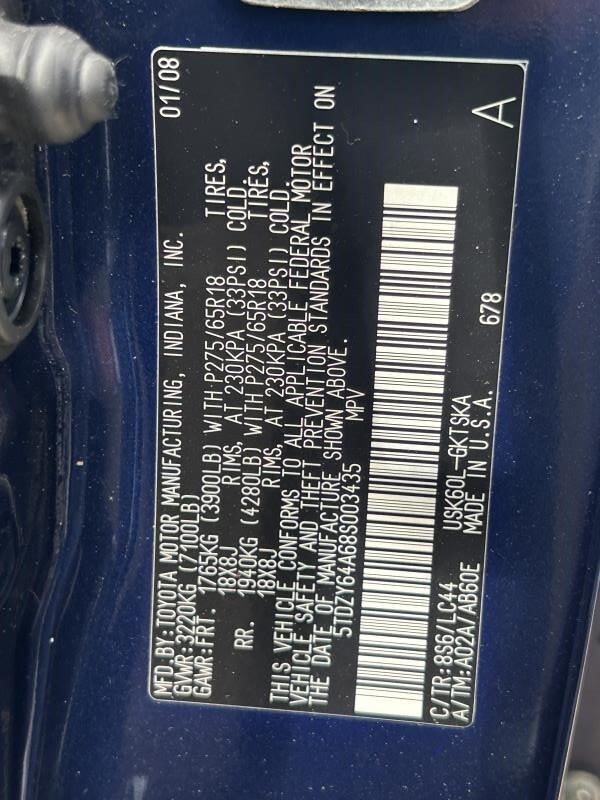 MFD.BY: TOYOTA MOTOR MANUFACTURING, INDIANA, INC. 01/08
GVWR:3220KG (7100LB)
GAWR:FRT. 1765KG (3900LB) WITH P275/65R18 TIRES,
18X8J RIMS, AT 230KPA (33PSI) COLD.
RR. 1940KG (4280LB) WITH P275/65R18 TIRES,
18X8J RIMS, AT 230KPA (33PSI) COLD.
THIS VEHICLE CONFORMS TO ALL APPLICABLE FEDERAL MOTOR
VEHICLE SAFETY AND THEFT PREVENTION STANDARDS IN EFFECT ON
THE DATE OF MANUFACTURE SHOWN ABOVE.
5TDZY64A68S003435 MPV
C/TR:8S6/LC44 USK60L-GKTSKA 678
A/TM:A02A/AB60E MADE IN U.S.A. A